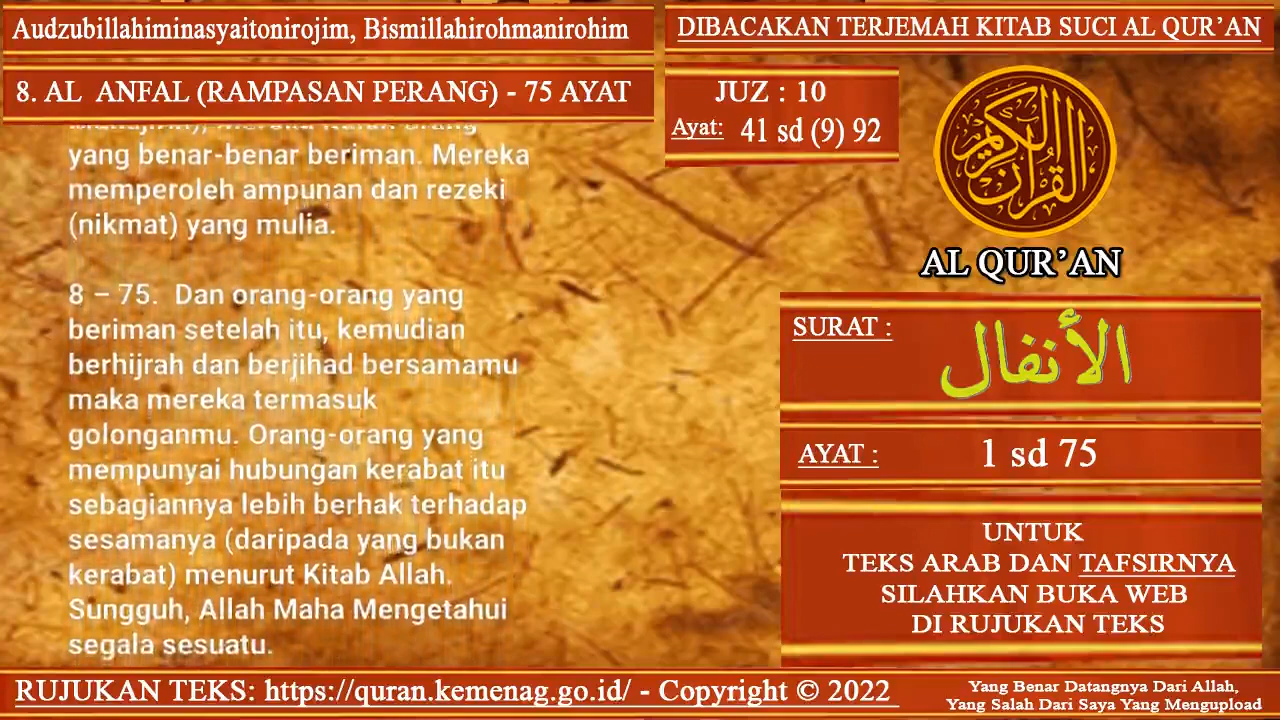 Audzubillahiminasyaitonirojim, Bismillahirohmanirohim
8. AL ANFAL (RAMPASAN PERANG) - 75 AYAT
yang benar-benar beriman. Mereka
memperoleh ampunan dan rezeki
(nikmat) yang mulia.
8 – 75. Dan orang-orang yang
beriman setelah itu, kemudian
berhijrah dan berjihad bersamamu
maka mereka termasuk
golonganmu. Orang-orang yang
mempunyai hubungan kerabat itu
sebagiannya lebih berhak terhadap
sesamanya (daripada yang bukan
kerabat) menurut Kitab Allah.
Sungguh, Allah Maha Mengetahui
segala sesuatu.
DIBACAKAN TERJEMAH KITAB SUCI AL QUR’AN
JUZ : 10
Ayat: 41 sd (9) 92
القرآن الكريم
AL QUR’AN
SURAT :
الأنفال
AYAT : 1 sd 75
UNTUK
TEKS ARAB DAN TAFSIRNYA
SILAHKAN BUKA WEB
DI RUJUKAN TEKS
RUJUKAN TEKS: https://quran.kemenag.go.id/ - Copyright © 2022
Yang Benar Datangnya Dari Allah,
Yang Salah Dari Saya Yang Mengupload